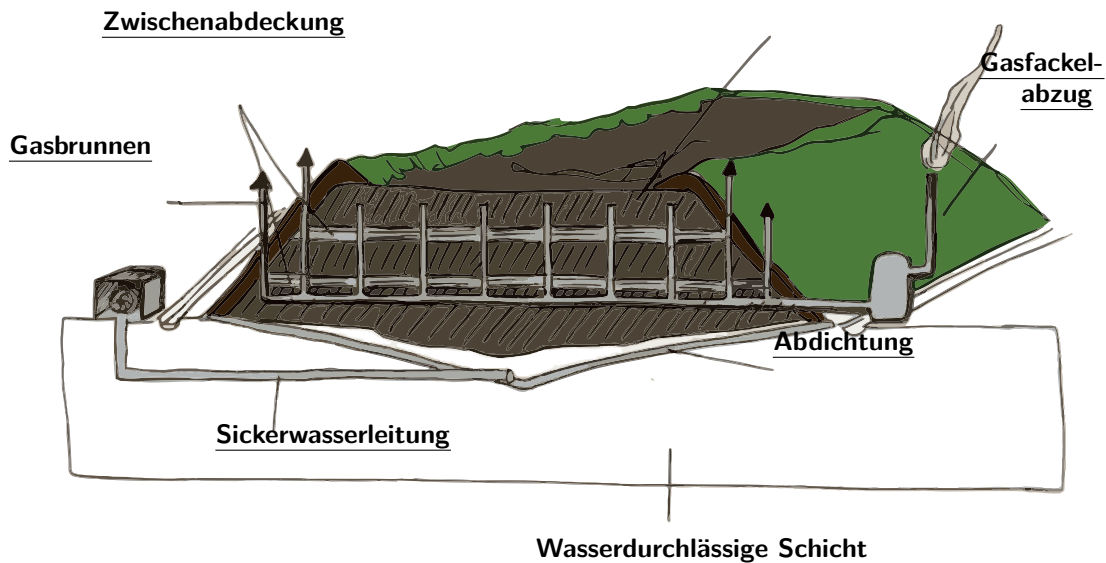 Zwischenabdeckung
Gasfackel-
abzug
Gasbrunnen
Abdichtung
Sickerwasserleitung
Wasserdurchlässige Schicht